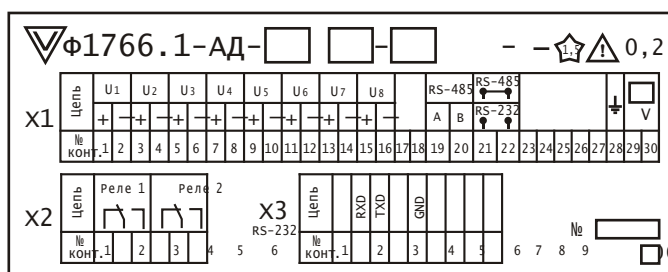 Ф1766.1-АД- - - – 1,5 0,2
X1 Цепь U1 U2 U3 U4 U5 U6 U7 U8 RS-485 RS-485
+ – + – + – + – + – + – + – + – A B RS-232 V
№ конт. 1 2 3 4 5 6 7 8 9 10 11 12 13 14 15 16 17 18 19 20 21 22 23 24 25 26 27 28 29 30
X2 Цепь Реле 1 Реле 2 X3 RS-232 Цепь RXD TXD GND
№
№ конт. 1 2 3 4 5 6 № конт. 1 2 3 4 5 6 7 8 9